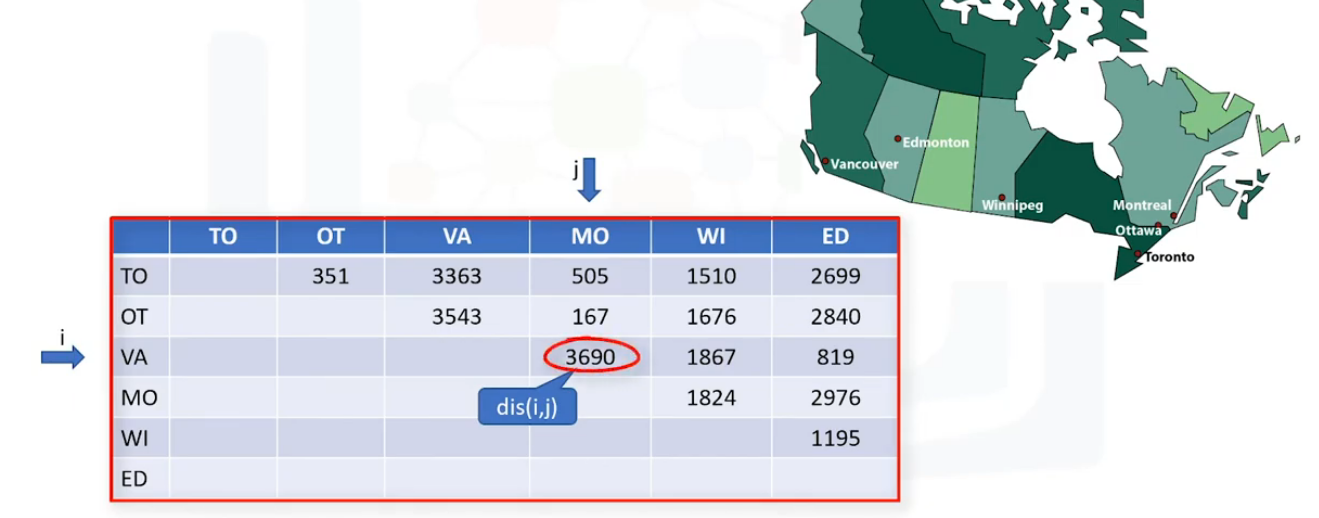 Edmonton
Vancouver
Winnipeg
Montreal
Ottawa
Toronto
j
TO OT VA MO WI ED
TO 351 3363 505 1510 2699
OT 3543 167 1676 2840
i
VA 3690 1867 819
MO 1824 2976
dis(i,j)
WI 1195
ED